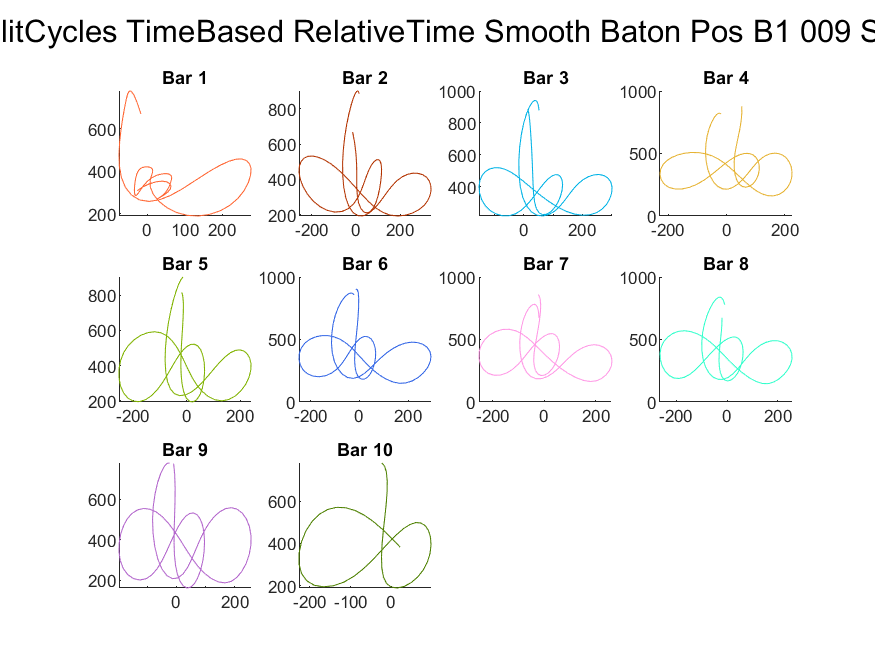 litCycles TimeBased RelativeTime Smooth Baton Pos B1 009 S
Bar 1 Bar 2 Bar 3 Bar 4
600 400 200 0 100 200
800 600 400 200 -200 0 200
1000 800 600 400 0
1000 500 0 -200 0 200
Bar 5 Bar 6 Bar 7 Bar 8
800 600 400 200 -200 0 200
1000 500 0 -200 0 200
1000 500 0 -200 0 200
1000 500 0 -200 0 200
Bar 9 Bar 10
600 400 200 0 200
600 400 200 -200 -100 0